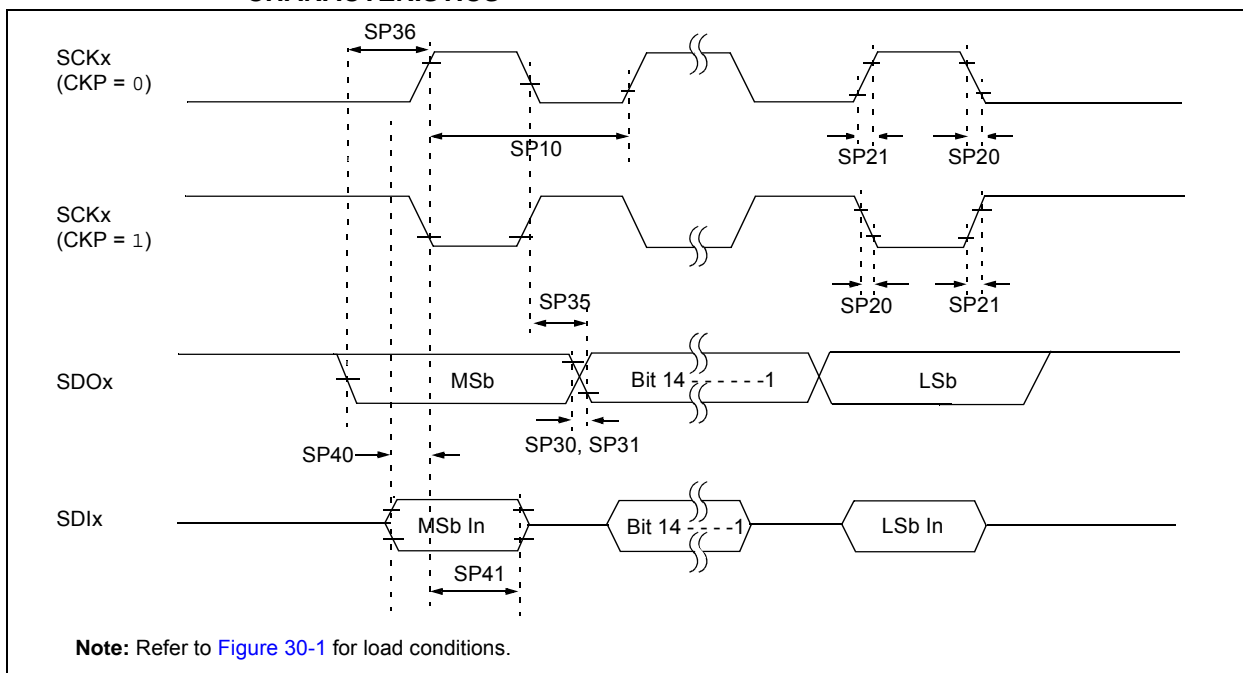 CHARACTERISTICS
SP36
SCKx
(CKP = 0)
SP10
SP21
SP20
SCKx
(CKP = 1)
SP35
SP20
SP21
SDOx
MSb
Bit 14 - - - - - -1
LSb
SP30, SP31
SP40
SDIx
MSb In
Bit 14 - - - -1
LSb In
SP41
Note: Refer to Figure 30-1 for load conditions.